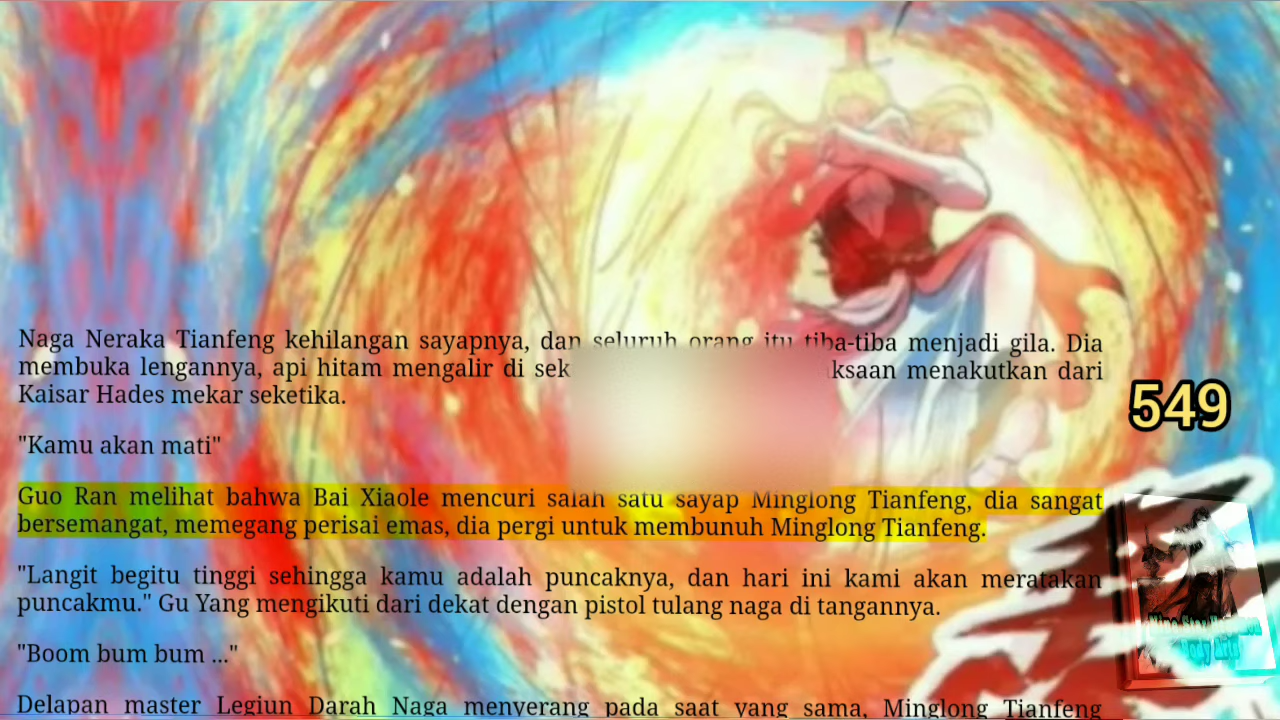 Naga Neraka Tianfeng kehilangan sayapnya, dan seluruh orang itu tiba-tiba menjadi gila. Dia
membuka lengannya, api hitam mengalir di menakutkan dari
Kaisar Hades mekar seketika.
"Kamu akan mati"
Guo Ran melihat bahwa Bai Xiaole mencuri salah satu sayap Minglong Tianfeng, dia sangat
bersemangat, memegang perisai emas, dia pergi untuk membunuh Minglong Tianfeng.
"Langit begitu tinggi sehingga kamu adalah puncaknya, dan hari ini kami akan meratakan
puncakmu." Gu Yang mengikuti dari dekat dengan pistol tulang naga di tangannya.
"Boom bum bum ..."
Delapan master Legiun Darah Naga menyerang pada saat yang sama, Minglong Tianfeng
549